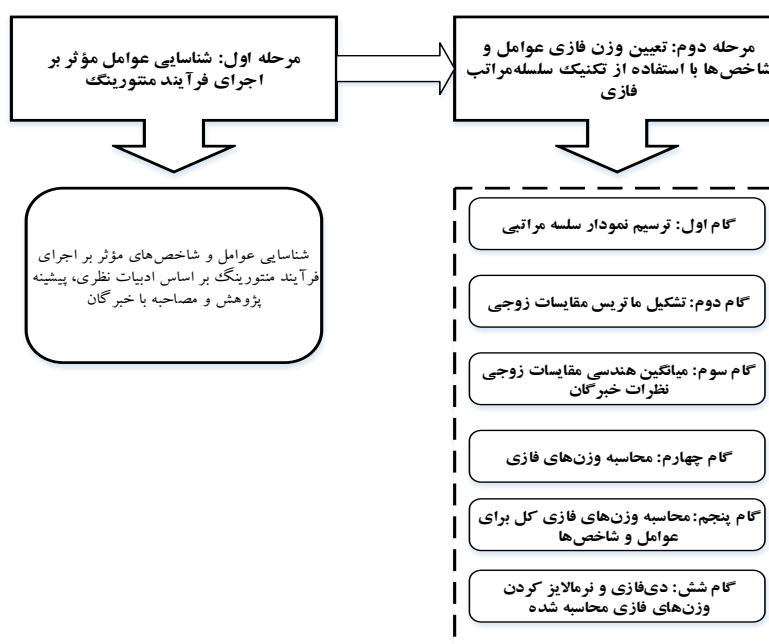 مرحله اول: شناسایی عوامل مؤثر بر
اجرای فرآیند منتورینگ
شناسایی عوامل و شاخص‌های مؤثر بر اجرای
فرآیند منتورینگ بر اساس ادبیات نظری، پیشینه
پژوهش و مصاحبه با خبرگان
مرحله دوم: تعیین وزن فازی عوامل و
شاخص‌ها با استفاده از تکنیک سلسله‌مراتب
فازی
گام اول: ترسیم نمودار سلسه مراتبی
گام دوم: تشکیل ماتریس مقایسات زوجی
گام سوم: میانگین هندسی مقایسات زوجی
نظرات خبرگان
گام چهارم: محاسبه وزن‌های فازی
گام پنجم: محاسبه وزن‌های فازی کل برای
عوامل و شاخص‌ها
گام شش: دی‌فازی و نرمالایز کردن
وزن‌های فازی محاسبه شده